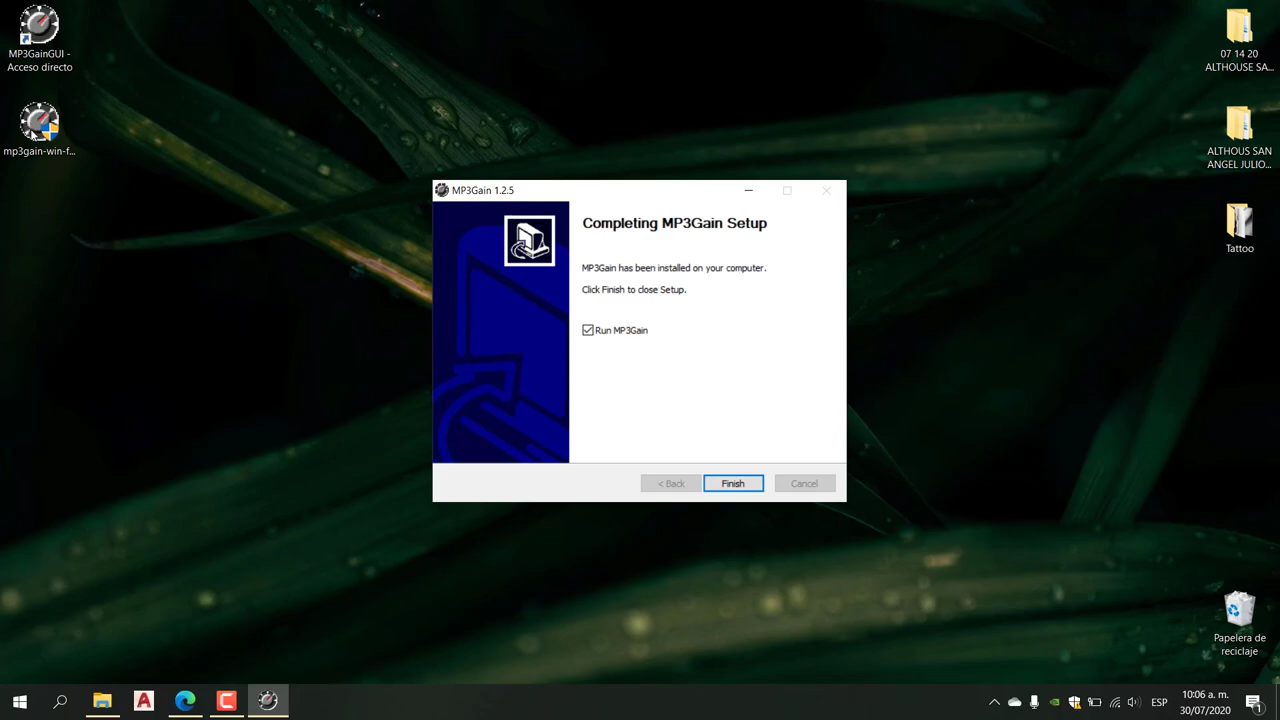 MP3GainGUI -
Acceso directo
mp3gain-win-f...
MP3Gain 1.2.5
Completing MP3Gain Setup
MP3Gain has been installed on your computer.
Click Finish to close Setup.
Run MP3Gain
< Back
Finish
Cancel
07 14 20
ALTHOUSE SA...
ALTHOUS SAN
ANGEL JULIO...
Tattoo
Papelera de
reciclaje
ESP
10:06 a. m.
30/07/2020
1